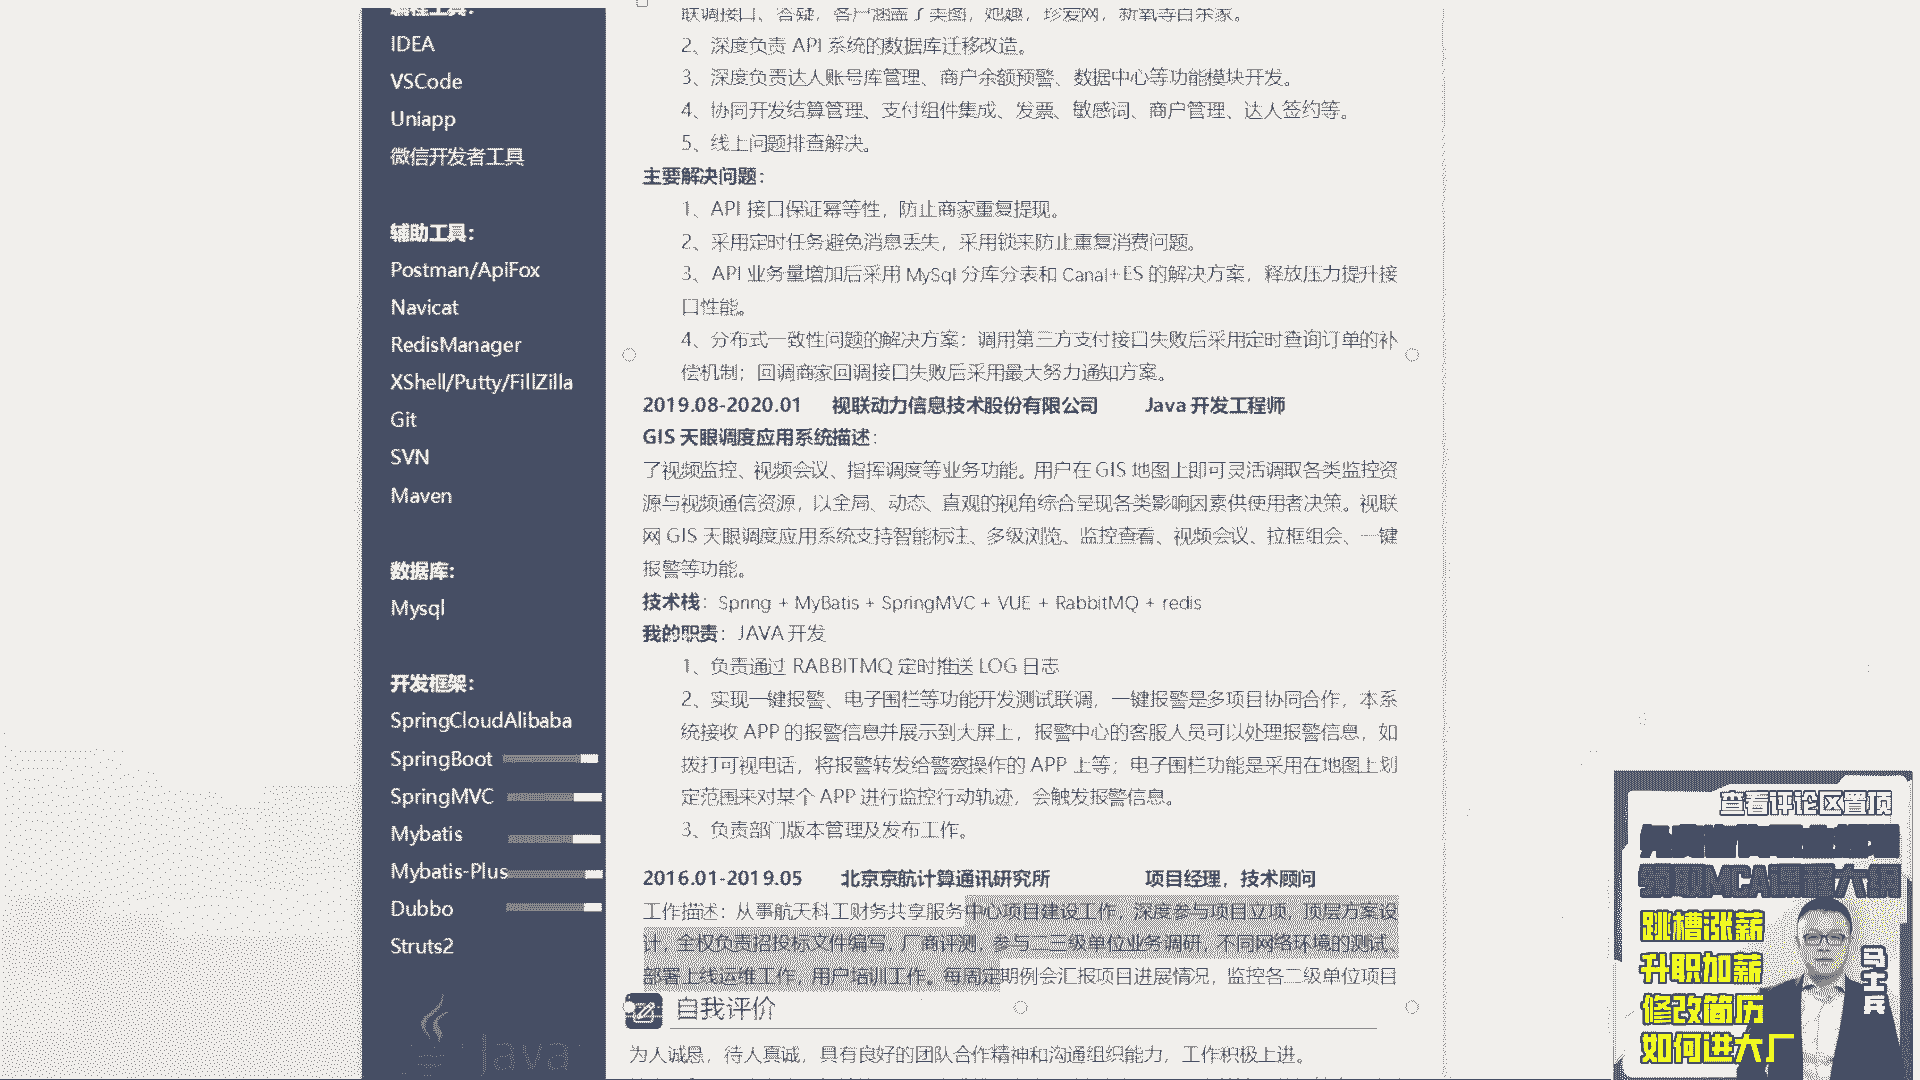 编程工具：
IDEA
VSCode
Uniapp
微信开发者工具
辅助工具：
Postman/ApiFox
Navicat
RedisManager
XShell/Putty/FillZilla
Git
SVN
Maven
数据库：
Mysql
开发框架：
SpringCloudAlibaba
SpringBoot
SpringMVC
Mybatis
Mybatis-Plus
Dubbo
Struts2
Java
联调接口、答疑，客户涵盖了美图，她趣，珍爱网，新氧等百余家。
2、深度负责 API 系统的数据库迁移改造。
3、深度负责达人账号库管理、商户余额预警、数据中心等功能模块开发。
4、协同开发结算管理、支付组件集成、发票、敏感词、商户管理、达人签约等。
5、线上问题排查解决。
主要解决问题：
1、API 接口保证幂等性，防止商家重复提现。
2、采用定时任务避免消息丢失，采用锁来防止重复消费问题。
3、API 业务量增加后采用 MySql 分库分表和 Canal+ES 的解决方案，释放压力提升接
口性能。
4、分布式一致性问题的解决方案：调用第三方支付接口失败后采用定时查询订单的补
偿机制；回调商家回调接口失败后采用最大努力通知方案。
2019.08-2020.01 视联动力信息技术股份有限公司 Java 开发工程师
GIS 天眼调度应用系统描述：
了视频监控、视频会议、指挥调度等业务功能。用户在 GIS 地图上即可灵活调取各类监控资
源与视频通信资源，以全局、动态、直观的视角综合呈现各类影响因素供使用者决策。视联
网 GIS 天眼调度应用系统支持智能标注、多级浏览、监控查看、视频会议、拉框组会、一键
报警等功能。
技术栈：Spring + MyBatis + SpringMVC + VUE + RabbitMQ + redis
我的职责：JAVA 开发
1、负责通过 RABBITMQ 定时推送 LOG 日志
2、实现一键报警、电子围栏等功能开发测试联调，一键报警是多项目协同合作，本系
统接收 APP 的报警信息并展示到大屏上，报警中心的客服人员可以处理报警信息，如
拨打可视电话，将报警转发给警察操作的 APP 上等；电子围栏功能是采用在地图上划
定范围来对某个 APP 进行监控行动轨迹，会触发报警信息。
3、负责部门版本管理及发布工作。
2016.01-2019.05 北京京航计算通讯研究所 项目经理，技术顾问
工作描述：从事航天科工财务共享服务中心项目建设工作，深度参与项目立项，顶层方案设
计，全权负责招投标文件编写，厂商评测，参与二三级单位业务调研，不同网络环境的测试、
部署上线运维工作，用户培训工作。每周定期例会汇报项目进展情况，监控各二级单位项目
自我评价
为人诚恳，待人真诚，具有良好的团队合作精神和沟通组织能力，工作积极上进。
查看评论区置顶
领取MCA课程大纲
跳槽涨薪
升职加薪
修改简历
如何进大厂
马士兵